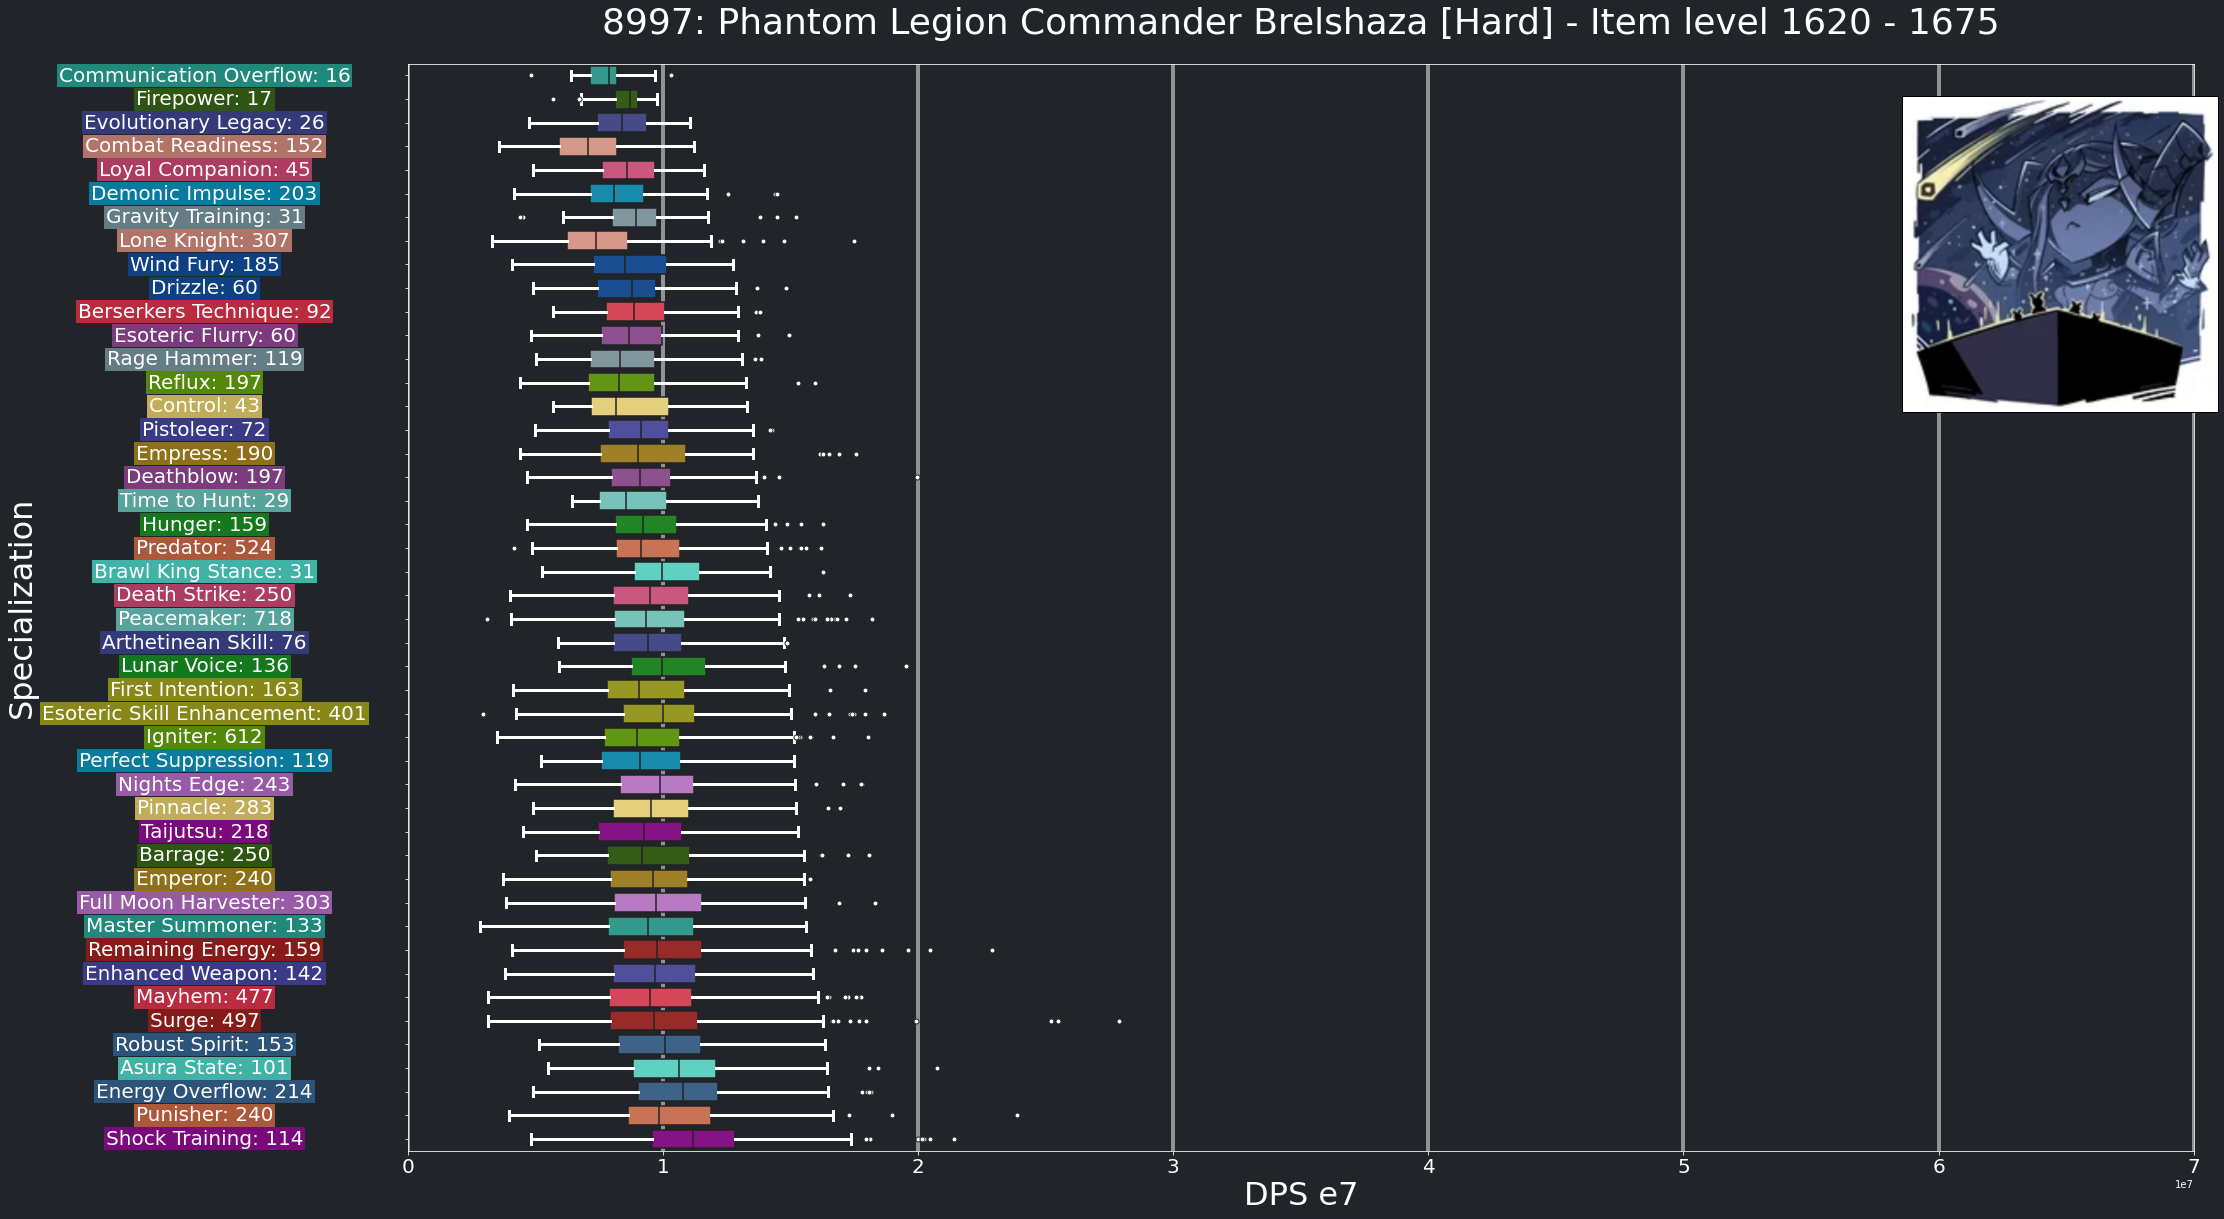 8997: Phantom Legion Commander Brelshaza [Hard] - Item level 1620 - 1675
Communication Overflow: 16
Firepower: 17
Evolutionary Legacy: 26
Combat Readiness: 152
Loyal Companion: 45
Demonic Impulse: 203
Gravity Training: 31
Lone Knight: 307
Wind Fury: 185
Drizzle: 60
Berserkers Technique: 92
Esoteric Flurry: 60
Rage Hammer: 119
Reflux: 197
Control: 43
Pistoleer: 72
Empress: 190
Deathblow: 197
Time to Hunt: 29
Hunger: 159
Predator: 524
Brawl King Stance: 31
Death Strike: 250
Peacemaker: 718
Arthetinean Skill: 76
Lunar Voice: 136
First Intention: 163
Esoteric Skill Enhancement: 401
Igniter: 612
Perfect Suppression: 119
Nights Edge: 243
Pinnacle: 283
Taijutsu: 218
Barrage: 250
Emperor: 240
Full Moon Harvester: 303
Master Summoner: 133
Remaining Energy: 159
Enhanced Weapon: 142
Mayhem: 477
Surge: 497
Robust Spirit: 153
Asura State: 101
Energy Overflow: 214
Punisher: 240
Shock Training: 114
Specialization
0 1 2 3 4 5 6 7
1e7
DPS e7